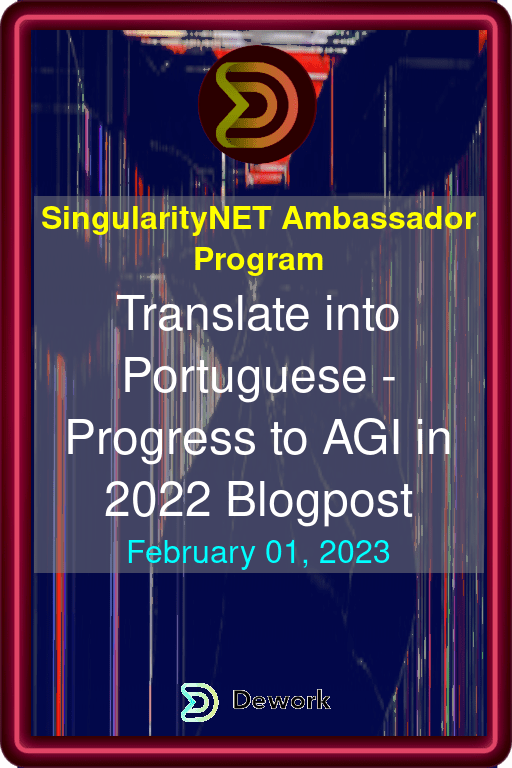 SingularityNET Ambassador
Program
Translate into
Portuguese -
Progress to AGI in
2022 Blogpost
February 01, 2023
Dework